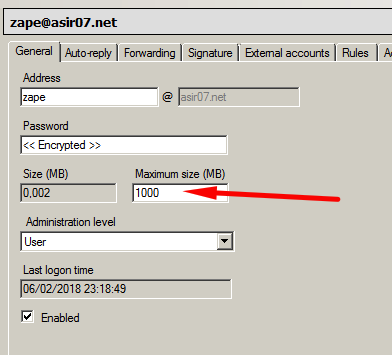 zape@asir07.net
General Auto-reply Forwarding Signature External accounts Rules
Address
zape @ asir07.net
Password
<< Encrypted >>
Size (MB) Maximum size (MB)
0,002 1000
Administration level
User
Last logon time
06/02/2018 23:18:49
Enabled